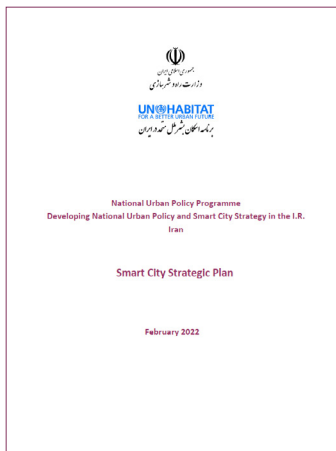 جمهوری اسلامی ایران
وزارت راه و شهرسازی
UN HABITAT
FOR A BETTER URBAN FUTURE
برنامه اسکان بشر ملل متحد در ایران
National Urban Policy Programme
Developing National Urban Policy and Smart City Strategy in the I.R.
Iran
Smart City Strategic Plan
February 2022